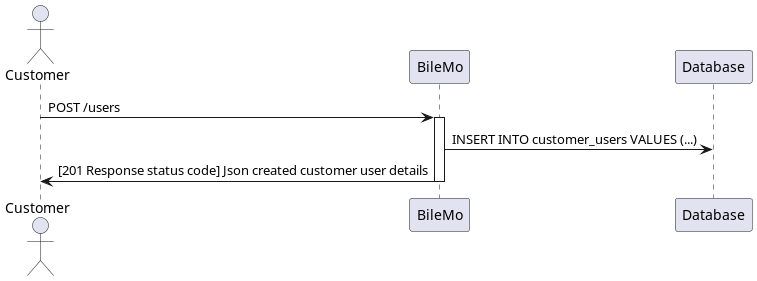 Customer
BileMo
Database
POST /users
INSERT INTO customer_users VALUES (...)
[201 Response status code] Json created customer user details
Customer
BileMo
Database